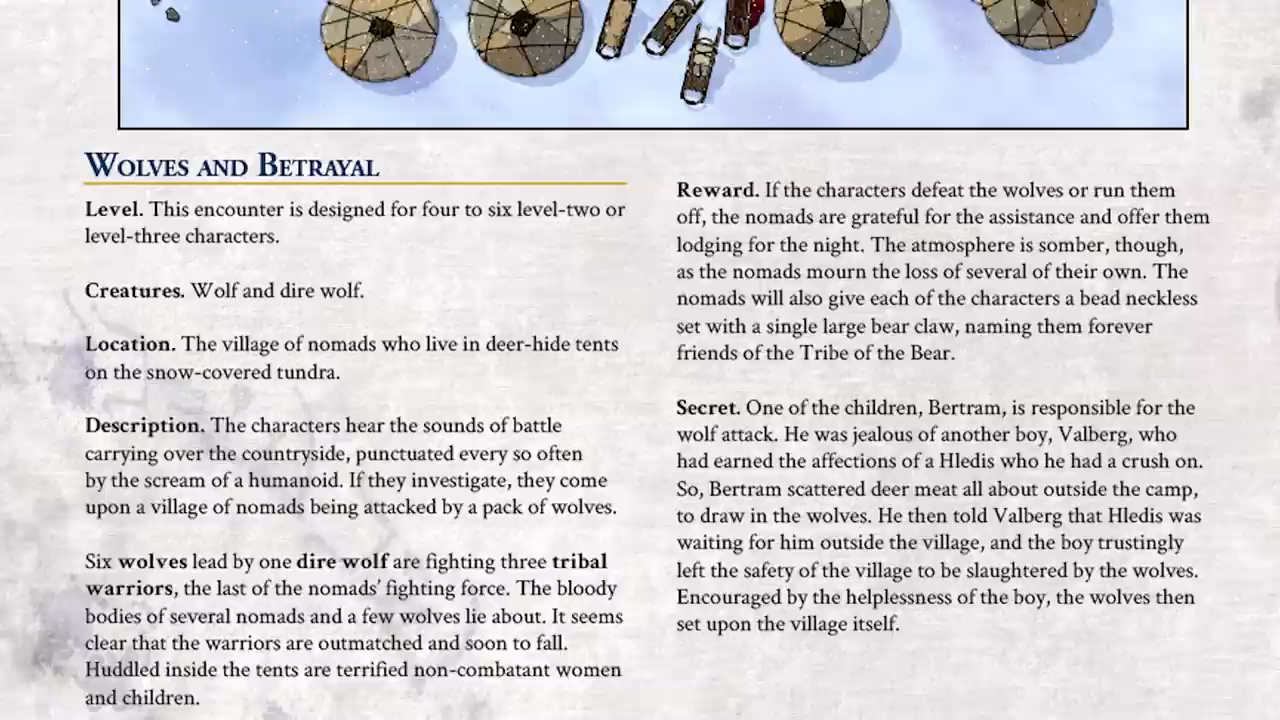 Wolves and Betrayal
Level. This encounter is designed for four to six level-two or
level-three characters.
Creatures. Wolf and dire wolf.
Location. The village of nomads who live in deer-hide tents
on the snow-covered tundra.
Description. The characters hear the sounds of battle
carrying over the countryside, punctuated every so often
by the scream of a humanoid. If they investigate, they come
upon a village of nomads being attacked by a pack of wolves.
Six wolves lead by one dire wolf are fighting three tribal
warriors, the last of the nomads' fighting force. The bloody
bodies of several nomads and a few wolves lie about. It seems
clear that the warriors are outmatched and soon to fall.
Huddled inside the tents are terrified non-combatant women
and children.
Reward. If the characters defeat the wolves or run them
off, the nomads are grateful for the assistance and offer them
lodging for the night. The atmosphere is somber, though,
as the nomads mourn the loss of several of their own. The
nomads will also give each of the characters a bead neckless
set with a single large bear claw, naming them forever
friends of the Tribe of the Bear.
Secret. One of the children, Bertram, is responsible for the
wolf attack. He was jealous of another boy, Valberg, who
had earned the affections of a Hledis who he had a crush on.
So, Bertram scattered deer meat all about outside the camp,
to draw in the wolves. He then told Valberg that Hledis was
waiting for him outside the village, and the boy trustingly
left the safety of the village to be slaughtered by the wolves.
Encouraged by the helplessness of the boy, the wolves then
set upon the village itself.